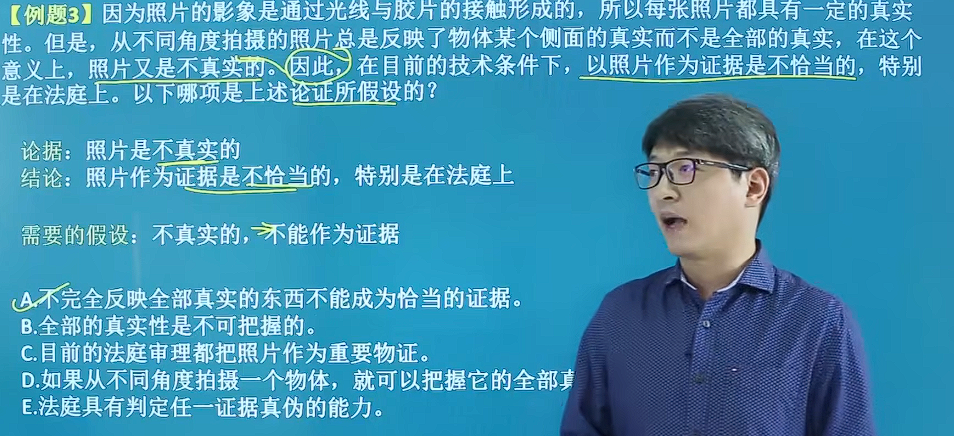 【例题3】因为照片的影象是通过光线与胶片的接触形成的，所以每张照片都具有一定的真实
性。但是，从不同角度拍摄的照片总是反映了物体某个侧面的真实而不是全部的真实，在这个
意义上，照片又是不真实的。因此，在目前的技术条件下，以照片作为证据是不恰当的，特别
是在法庭上。以下哪项是上述论证所假设的？
论据：照片是不真实的
结论：照片作为证据是不恰当的，特别是在法庭上
需要的假设：不真实的，不能作为证据
A.不完全反映全部真实的东西不能成为恰当的证据。
B.全部的真实性是不可把握的。
C.目前的法庭审理都把照片作为重要物证。
D.如果从不同角度拍摄一个物体，就可以把握它的全部真
E.法庭具有判定任一证据真伪的能力。